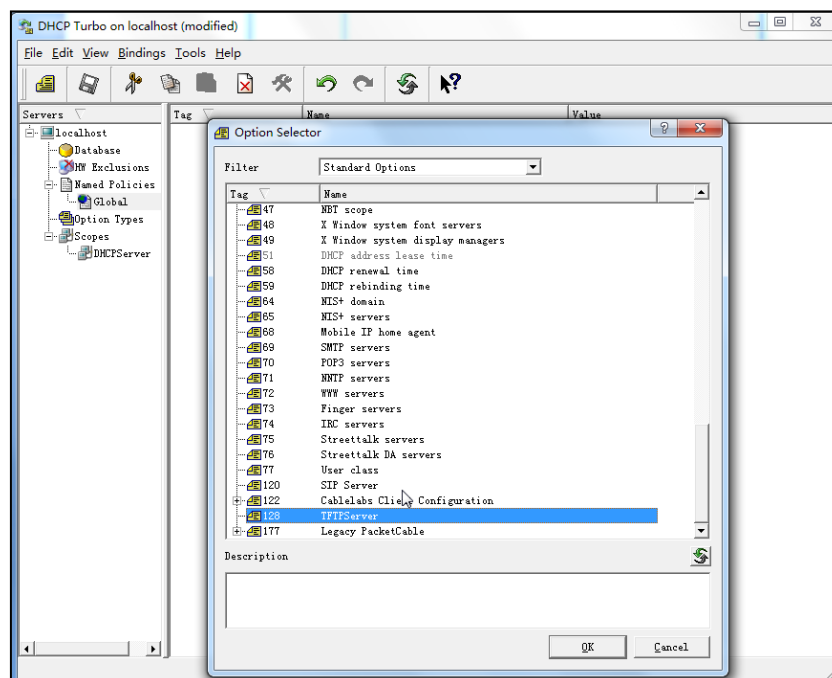 DHCP Turbo on localhost (modified)
File Edit View Bindings Tools Help
Servers Tag Name Value
localhost
Database
HW Exclusions
Named Policies
Global
Option Types
Scopes
DHCPServer
Option Selector
Filter Standard Options
Tag Name
47 NBT scope
48 X Window system font servers
49 X Window system display managers
51 DHCP address lease time
58 DHCP renewal time
59 DHCP rebinding time
64 NIS+ domain
65 NIS+ servers
68 Mobile IP home agent
69 SMTP servers
70 POP3 servers
71 NNTP servers
72 WWW servers
73 Finger servers
74 IRC servers
75 Streettalk servers
76 Streettalk DA servers
77 User class
120 SIP Server
122 Cablelabs Client Configuration
128 TFTPServer
177 Legacy PacketCable
Description
OK Cancel